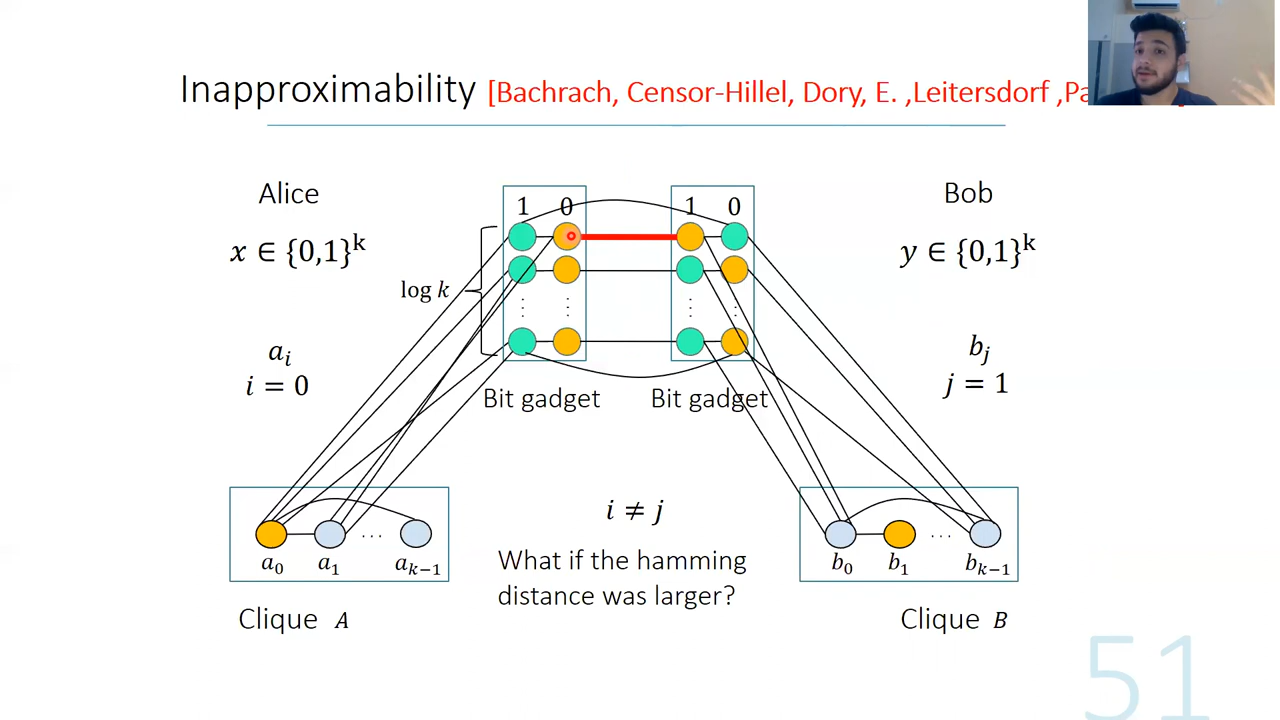 Inapproximability [Bachrach, Censor-Hillel, Dory, E. ,Leitersdorf ,Pa
Alice
Bob
x ∈ {0,1}^k
y ∈ {0,1}^k
1 0
1 0
log k
a_i
i = 0
b_j
j = 1
Bit gadget
Bit gadget
i ≠ j
What if the hamming
distance was larger?
a_0 a_1 ... a_{k−1}
b_0 b_1 ... b_{k−1}
Clique A
Clique B
51